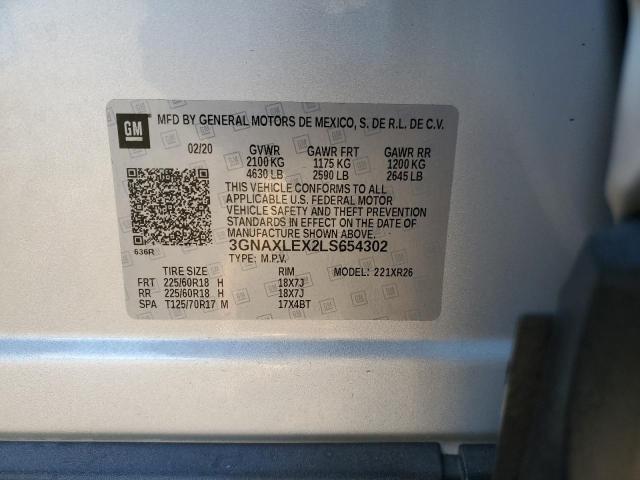 GM
MFD BY GENERAL MOTORS DE MEXICO, S. DE R.L. DE C.V.
02/20 GVWR GAWR FRT GAWR RR
2100 KG 1175 KG 1200 KG
4630 LB 2590 LB 2645 LB
THIS VEHICLE CONFORMS TO ALL
APPLICABLE U.S. FEDERAL MOTOR
VEHICLE SAFETY AND THEFT PREVENTION
STANDARDS IN EFFECT ON THE DATE OF
MANUFACTURE SHOWN ABOVE.
636R
3GNAXLEX2LS654302
TYPE: M.P.V.
TIRE SIZE RIM MODEL: 221XR26
FRT 225/60R18 H 18X7J
RR 225/60R18 H 18X7J
SPA T125/70R17 M 17X4BT